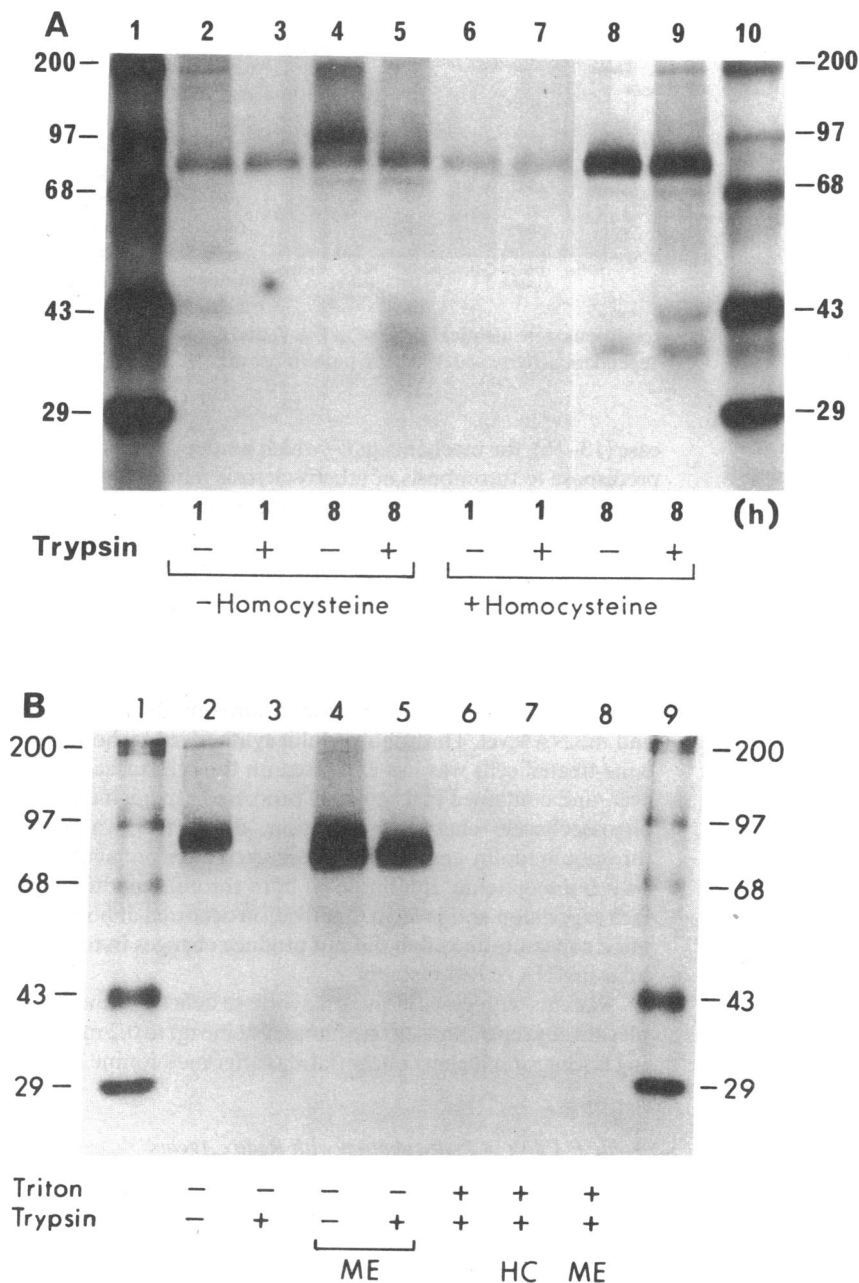 A 1 2 3 4 5 6 7 8 9 10
200 200
97 97
68 68
43 43
29 29
1 1 8 8 1 1 8 8 (h)
Trypsin - + - + - + - +
-Homocysteine +Homocysteine
B 1 2 3 4 5 6 7 8 9
200 200
97 97
68 68
43 43
29 29
Triton - - - - + + +
Trypsin - + - + + + +
ME HC ME